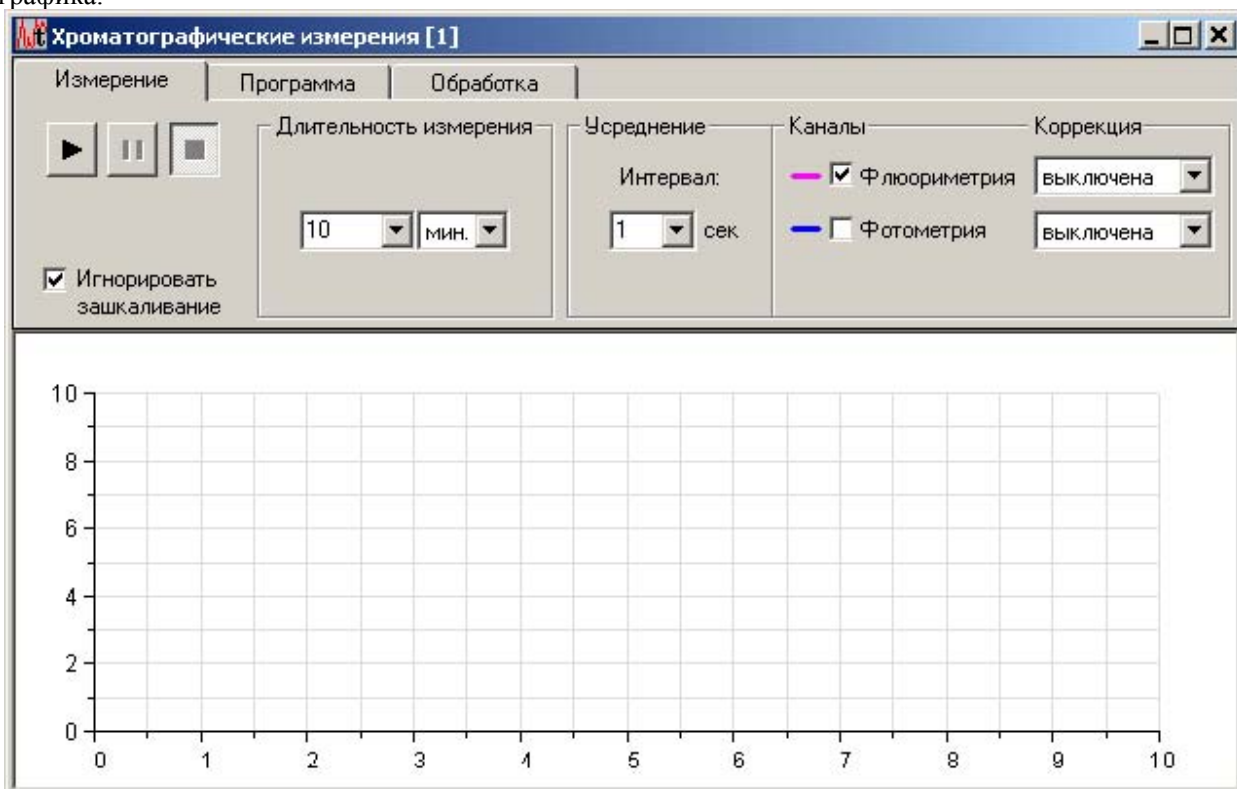 графика.
Хроматографические измерения [1]
Измерение Программа Обработка
Длительность измерения Усреднение Каналы Коррекция
Интервал: Флюориметрия выключена
10 мин. 1 сек Фотометрия выключена
Игнорировать
зашкаливание
10
8
6
4
2
0
0 1 2 3 4 5 6 7 8 9 10